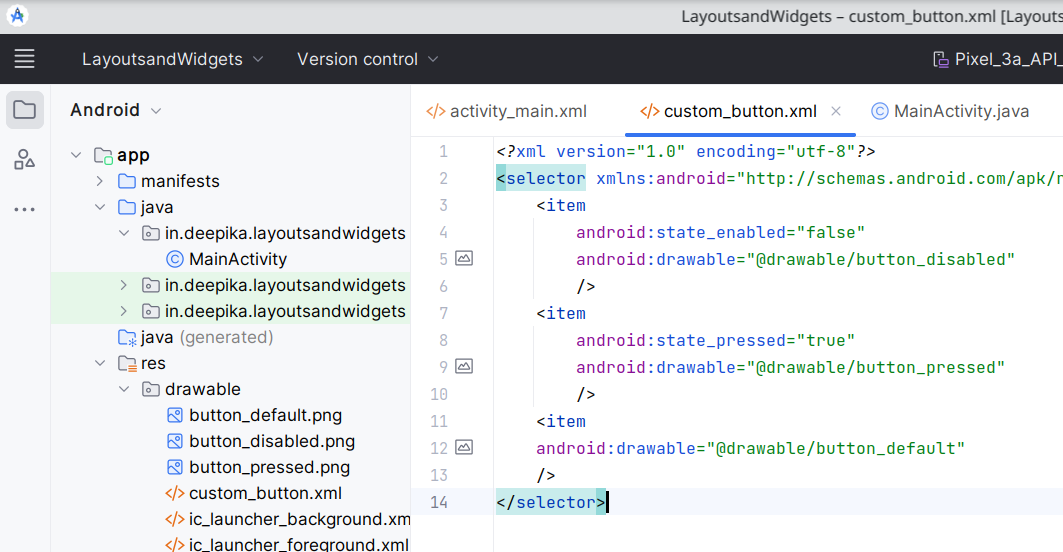 LayoutsandWidgets – custom_button.xml [Layouts
LayoutsandWidgets Version control Pixel_3a_API_
Android
app
manifests
java
in.deepika.layoutsandwidgets
MainActivity
in.deepika.layoutsandwidgets
in.deepika.layoutsandwidgets
java (generated)
res
drawable
button_default.png
button_disabled.png
button_pressed.png
custom_button.xml
ic_launcher_background.xm
ic_launcher_foreground.xml
activity_main.xml custom_button.xml MainActivity.java
1 <?xml version="1.0" encoding="utf-8"?>
2 <selector xmlns:android="http://schemas.android.com/apk/r
3 <item
4 android:state_enabled="false"
5 android:drawable="@drawable/button_disabled"
6 />
7 <item
8 android:state_pressed="true"
9 android:drawable="@drawable/button_pressed"
10 />
11 <item
12 android:drawable="@drawable/button_default"
13 />
14 </selector>